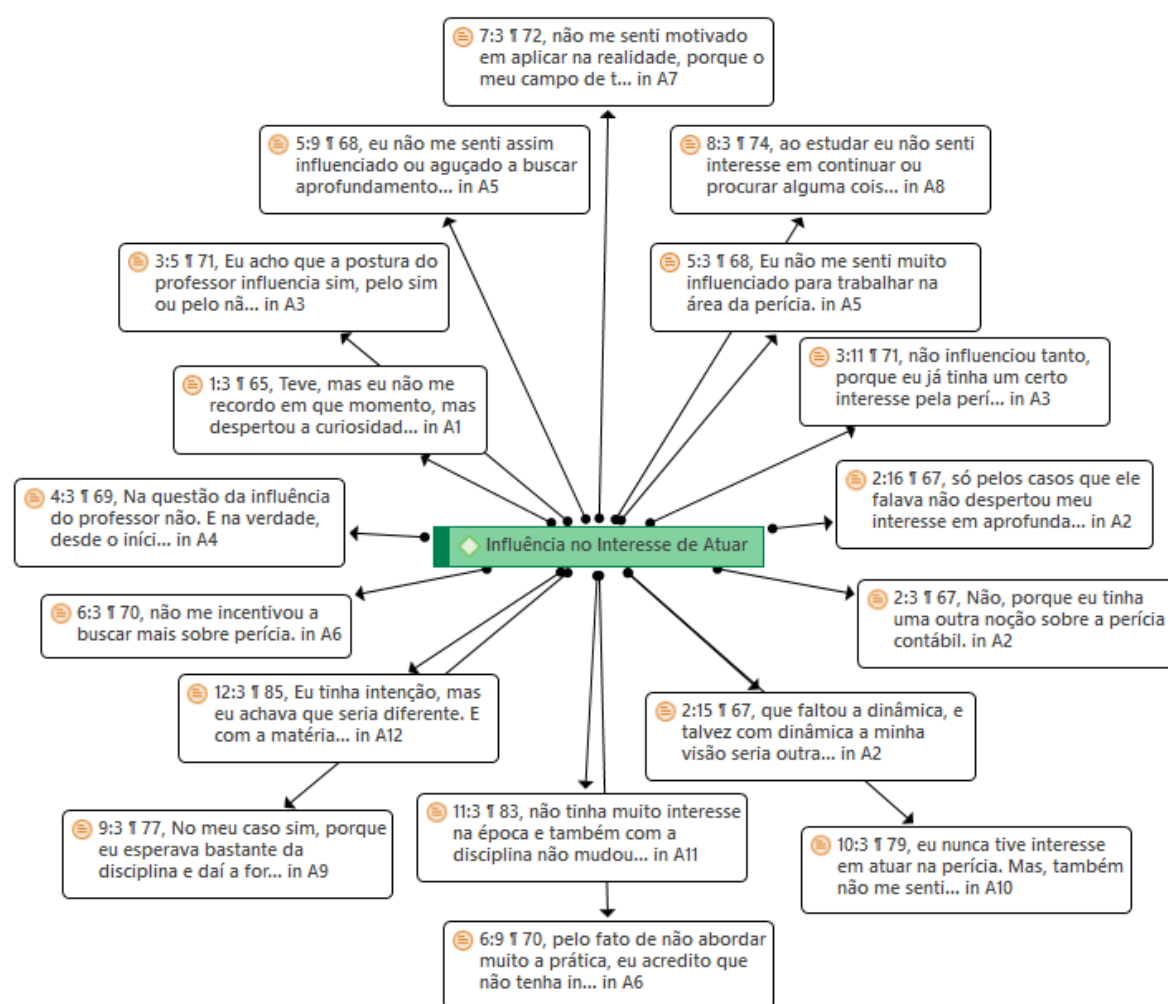 7:3 ¶ 72, não me senti motivado
em aplicar na realidade, porque o
meu campo de t... in A7
5:9 ¶ 68, eu não me senti assim
influenciado ou aguçado a buscar
aprofundamento... in A5
8:3 ¶ 74, ao estudar eu não senti
interesse em continuar ou
procurar alguma cois... in A8
3:5 ¶ 71, Eu acho que a postura do
professor influencia sim, pelo sim
ou pelo nã... in A3
5:3 ¶ 68, Eu não me senti muito
influenciado para trabalhar na
área da perícia. in A5
1:3 ¶ 65, Teve, mas eu não me
recordo em que momento, mas
despertou a curiosidad... in A1
3:11 ¶ 71, não influenciou tanto,
porque eu já tinha um certo
interesse pela perí... in A3
4:3 ¶ 69, Na questão da influência
do professor não. E na verdade,
desde o iníci... in A4
2:16 ¶ 67, só pelos casos que ele
falava não despertou meu
interesse em aprofunda... in A2
Influência no Interesse de Atuar
6:3 ¶ 70, não me incentivou a
buscar mais sobre perícia. in A6
2:3 ¶ 67, Não, porque eu tinha
uma outra noção sobre a perícia
contábil. in A2
12:3 ¶ 85, Eu tinha intenção, mas
eu achava que seria diferente. E
com a matéria... in A12
2:15 ¶ 67, que faltou a dinâmica, e
talvez com dinâmica a minha
visão seria outra... in A2
9:3 ¶ 77, No meu caso sim, porque
eu esperava bastante da
disciplina e daí a for... in A9
11:3 ¶ 83, não tinha muito interesse
na época e também com a
disciplina não mudou... in A11
10:3 ¶ 79, eu nunca tive interesse
em atuar na perícia. Mas, também
não me senti... in A10
6:9 ¶ 70, pelo fato de não abordar
muito a prática, eu acredito que
não tenha in... in A6